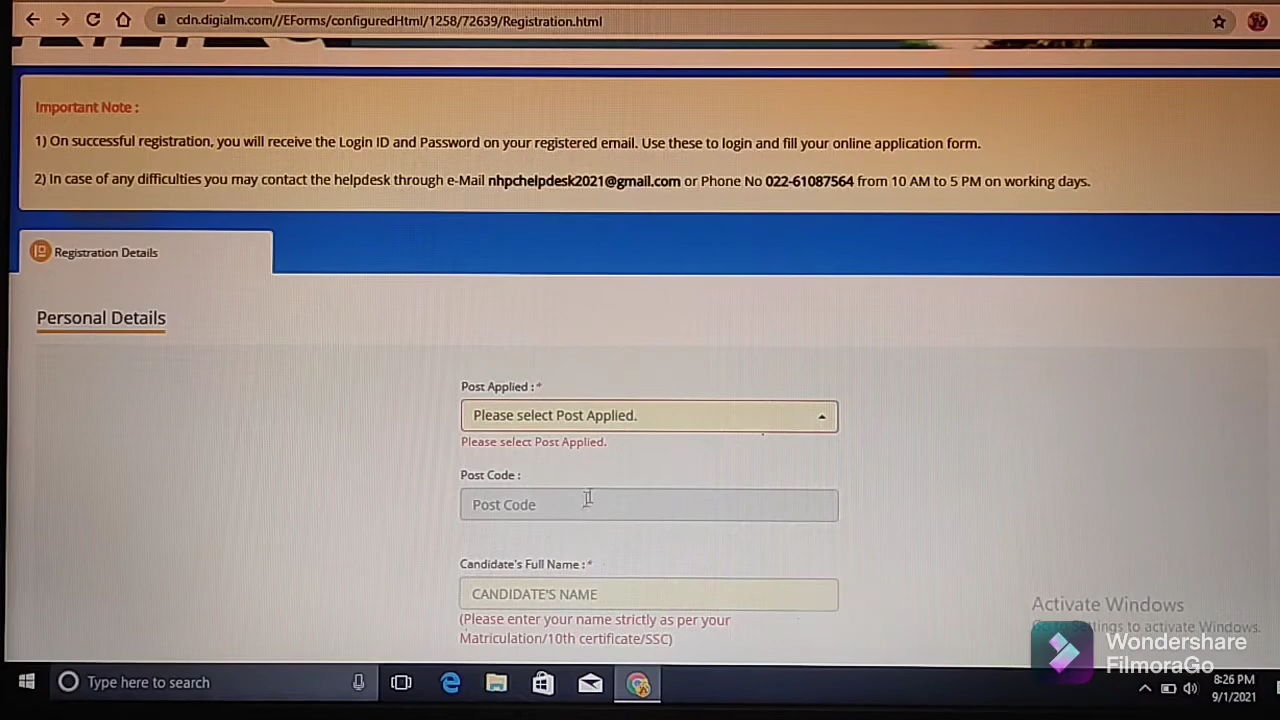 cdn.digialm.com//EForms/configuredHtml/1258/72639/Registration.html
Important Note :
1) On successful registration, you will receive the Login ID and Password on your registered email. Use these to login and fill your online application form.
2) In case of any difficulties you may contact the helpdesk through e-Mail nhpchelpdesk2021@gmail.com or Phone No 022-61087564 from 10 AM to 5 PM on working days.
Registration Details
Personal Details
Post Applied :*
Please select Post Applied.
Please select Post Applied.
Post Code :
Post Code
Candidate's Full Name :*
CANDIDATE'S NAME
(Please enter your name strictly as per your
Matriculation/10th certificate/SSC)
Activate Windows
Go to Settings to activate Windows.
Wondershare
FilmoraGo
Type here to search
8:26 PM
9/1/2021